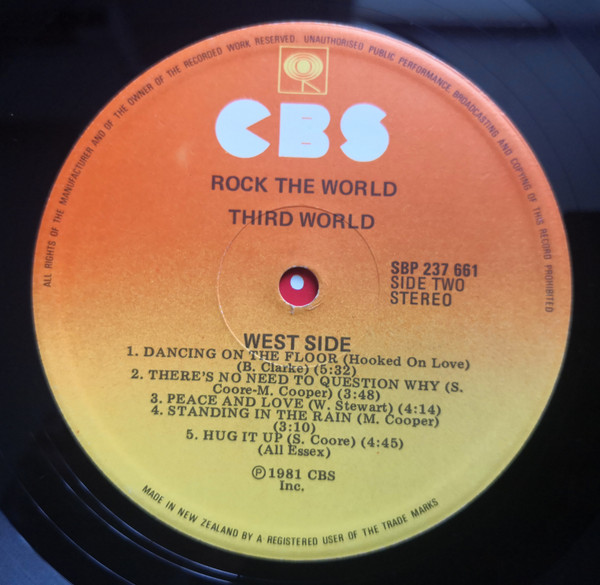 ALL RIGHTS OF THE MANUFACTURER AND OF THE OWNER OF THE RECORDED WORK RESERVED. UNAUTHORISED PUBLIC PERFORMANCE, BROADCASTING AND COPYING OF THIS RECORD PROHIBITED
CBS
ROCK THE WORLD
THIRD WORLD
SBP 237 661
SIDE TWO
STEREO
WEST SIDE
1. DANCING ON THE FLOOR (Hooked On Love)
(B. Clarke) (5:32)
2. THERE'S NO NEED TO QUESTION WHY (S.
Coore-M. Cooper) (3:48)
3. PEACE AND LOVE (W. Stewart) (4:14)
4. STANDING IN THE RAIN (M. Cooper)
(3:10)
5. HUG IT UP (S. Coore) (4:45)
(All Essex)
℗ 1981 CBS
Inc.
MADE IN NEW ZEALAND BY A REGISTERED USER OF THE TRADE MARKS